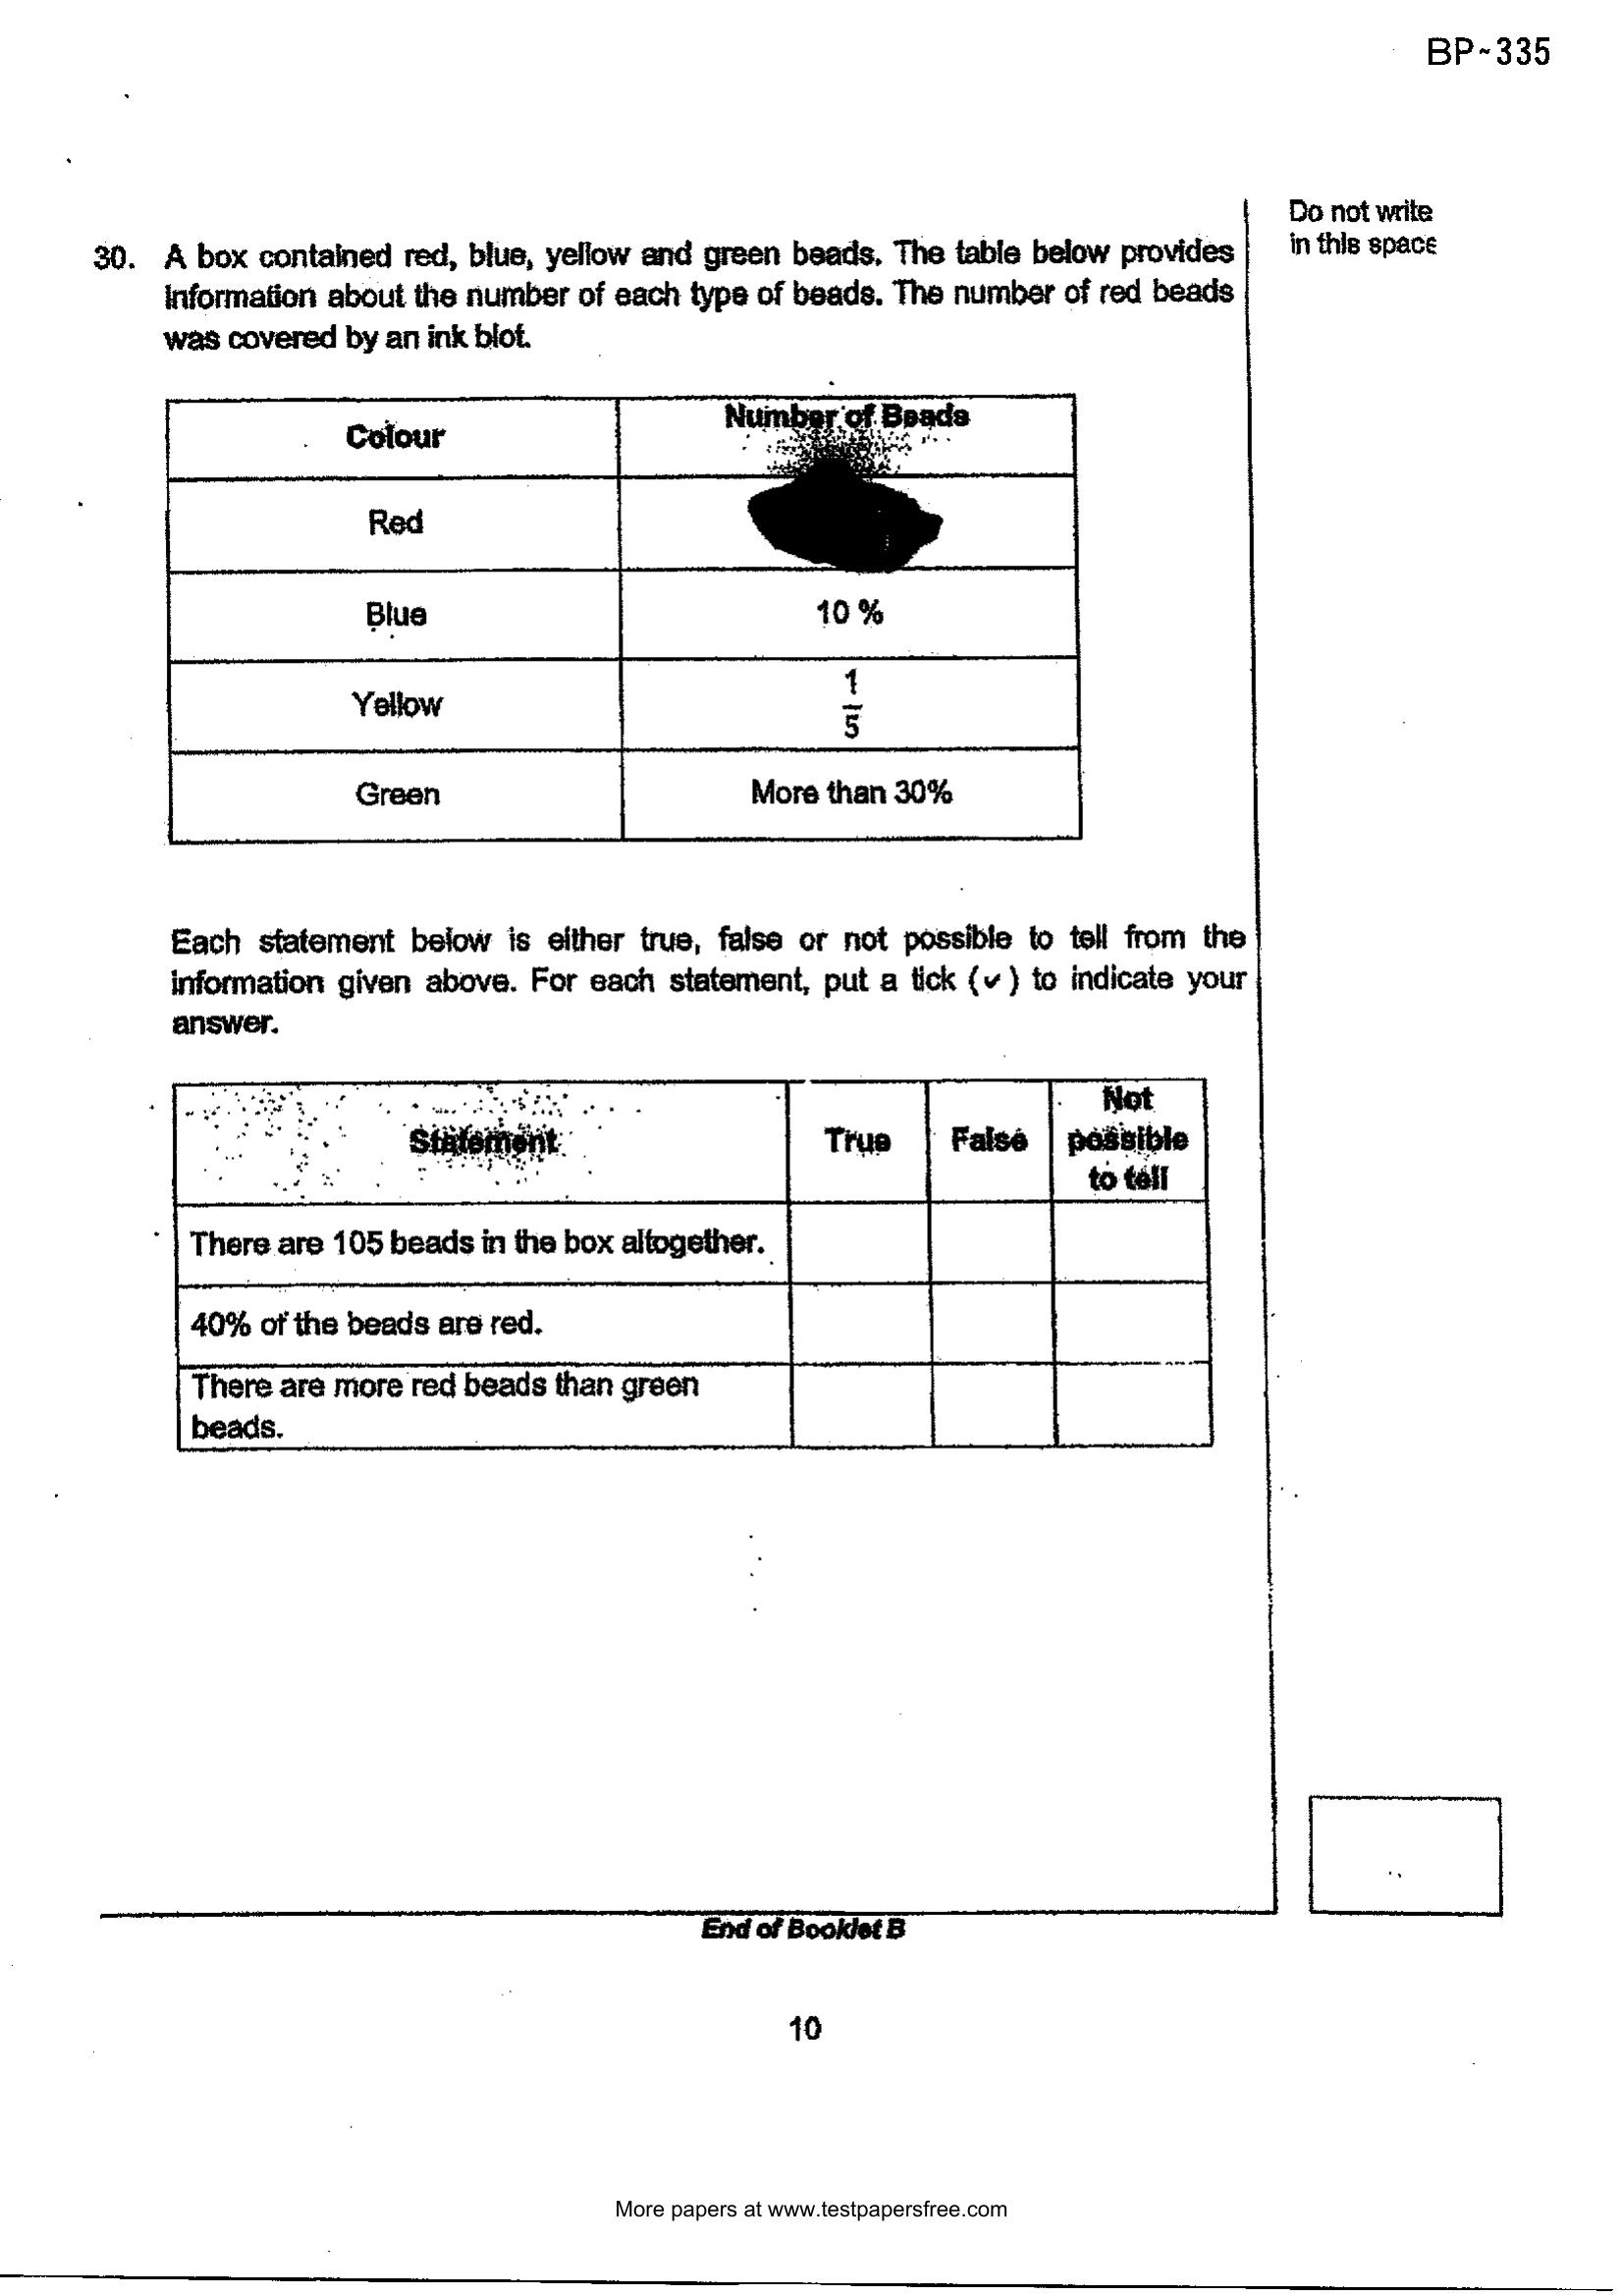 BP~335
Do not write
in this space
30. A box contained red, blue, yellow and green beads. The table below provides
information about the number of each type of beads. The number of red beads
was covered by an ink blot.
Colour
Number of Beads
Red
Blue
10 %
Yellow
1
5
Green
More than 30%
Each statement below is either true, false or not possible to tell from the
information given above. For each statement, put a tick (✓) to indicate your
answer.
Statement
True
False
Not
possible
to tell
There are 105 beads in the box altogether.
40% of the beads are red.
There are more red beads than green
beads.
End of Booklet B
10
More papers at www.testpapersfree.com